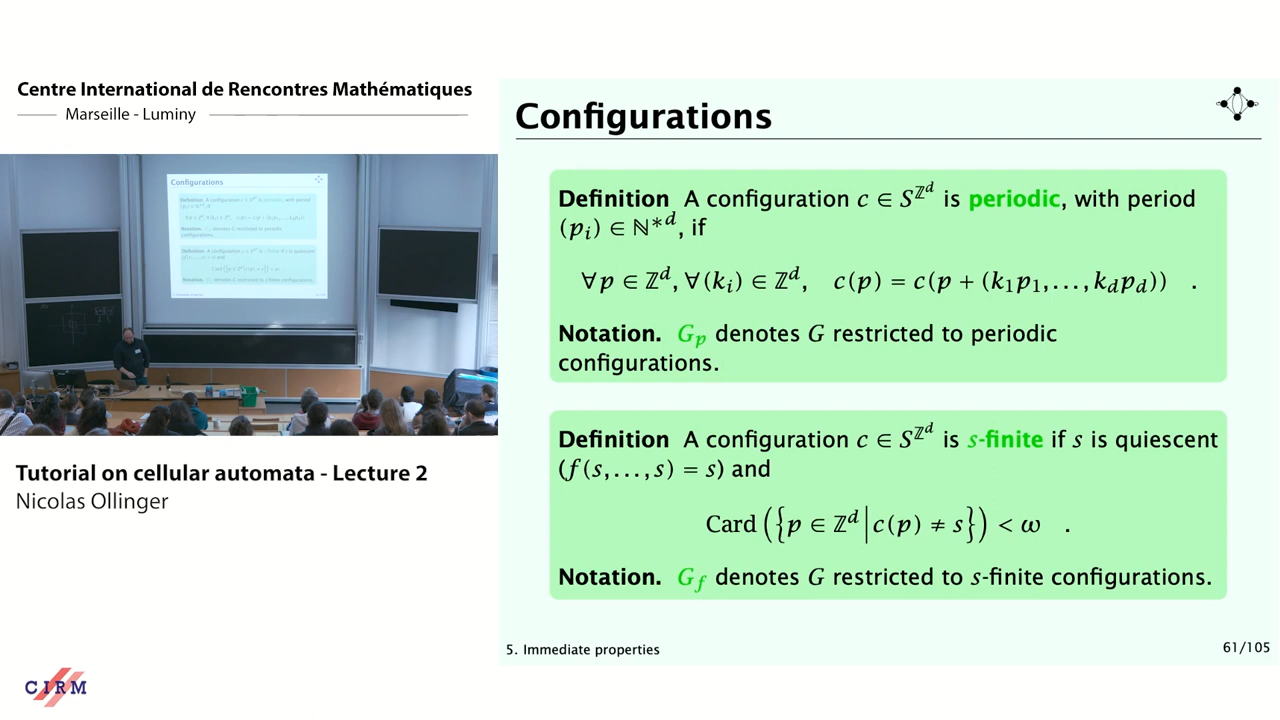 Centre International de Rencontres Mathématiques
Marseille - Luminy
Configurations
Definition A configuration c ∈ S^{ℤ^d} is periodic, with period
(p_i) ∈ ℕ^{*d}, if
∀p ∈ ℤ^d, ∀(k_i) ∈ ℤ^d, c(p) = c(p + (k_1p_1,...,k_dp_d)) .
Notation. G_p denotes G restricted to periodic
configurations.
Definition A configuration c ∈ S^{ℤ^d} is s-finite if s is quiescent
(f(s,...,s) = s) and
Card ({p ∈ ℤ^d | c(p) ≠ s}) < ω .
Notation. G_f denotes G restricted to s-finite configurations.
5. Immediate properties
61/105
Configurations
Tutorial on cellular automata - Lecture 2
Nicolas Ollinger
CIRM